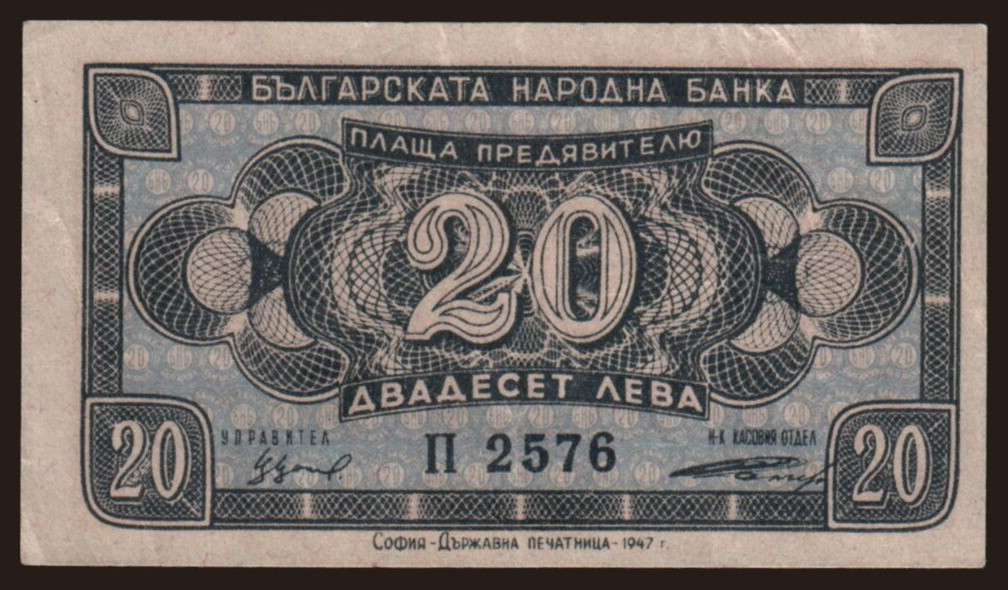 БЪЛГАРСКАТА НАРОДНА БАНКА
ПЛАЩА ПРЕДЯВИТЕЛЮ
20
ДВАДЕСЕТ ЛЕВА
УПРАВИТЕЛ
П 2576
Н-К КАСОВИЯ ОТДЕЛ
20
20
СОФИЯ - ДЪРЖАВНА ПЕЧАТНИЦА - 1947 г.